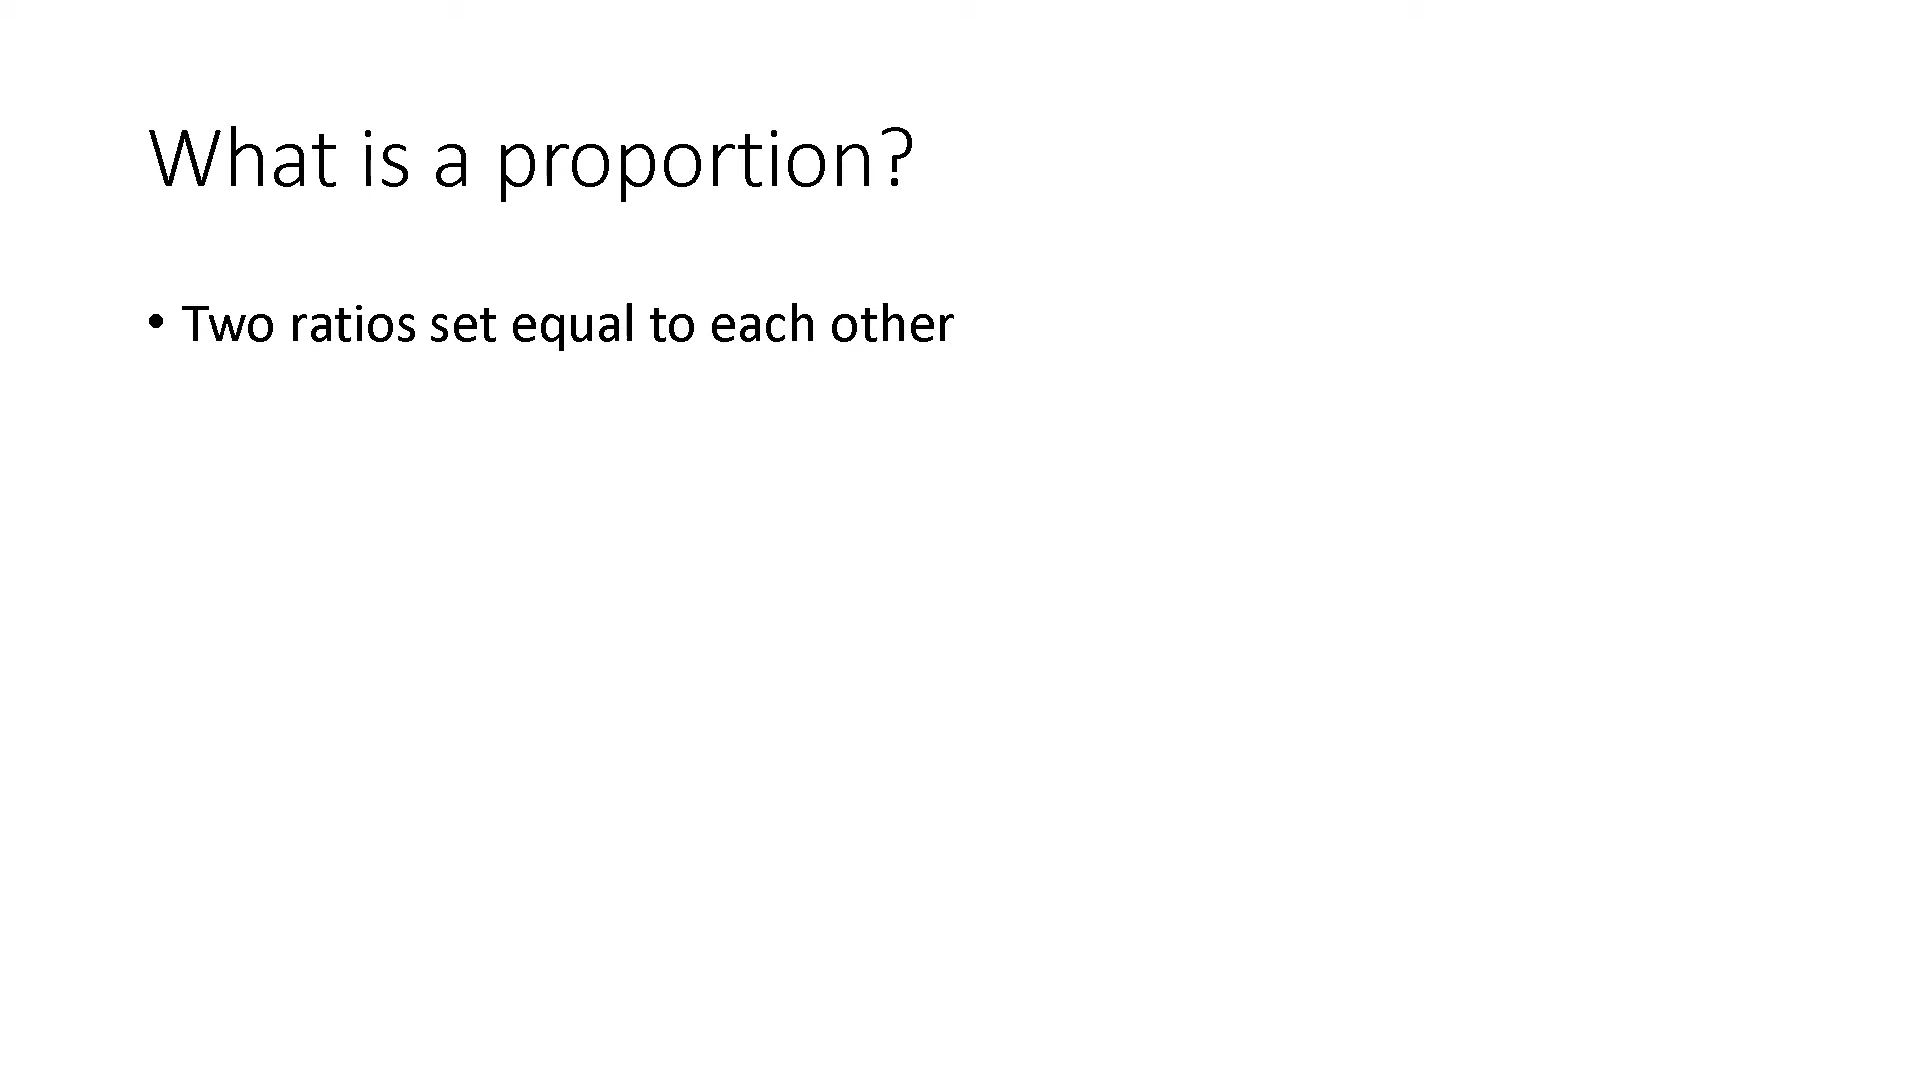 What is a proportion?
• Two ratios set equal to each other